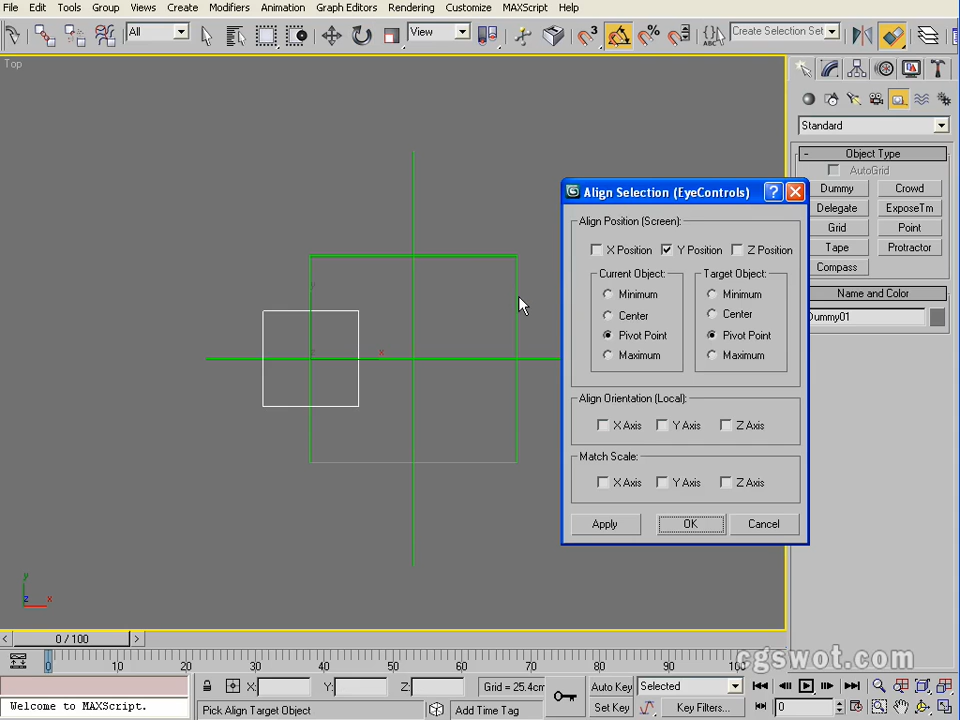 File Edit Tools Group Views Create Modifiers Animation Graph Editors Rendering Customize MAXScript Help
All View 3 % Create Selection Set
Top
Standard
- Object Type
AutoGrid
Dummy Crowd
Delegate ExposeTm
Grid Point
Tape Protractor
Compass
- Name and Color
Dummy01
Align Selection (EyeControls) ?
Align Position (Screen):
X Position Y Position Z Position
Current Object: Target Object:
Minimum Minimum
Center Center
Pivot Point Pivot Point
Maximum Maximum
Align Orientation (Local):
X Axis Y Axis Z Axis
Match Scale:
X Axis Y Axis Z Axis
Apply OK Cancel
y
z x
y
z x
< 0 / 100 >
0 10 20 30 40 50 60 70 80 90 100
cgswot.com
X: Y: Z: Grid = 25.4cm Auto Key Selected
Welcome to MAXScript. Pick Align Target Object Add Time Tag Set Key Key Filters... 0